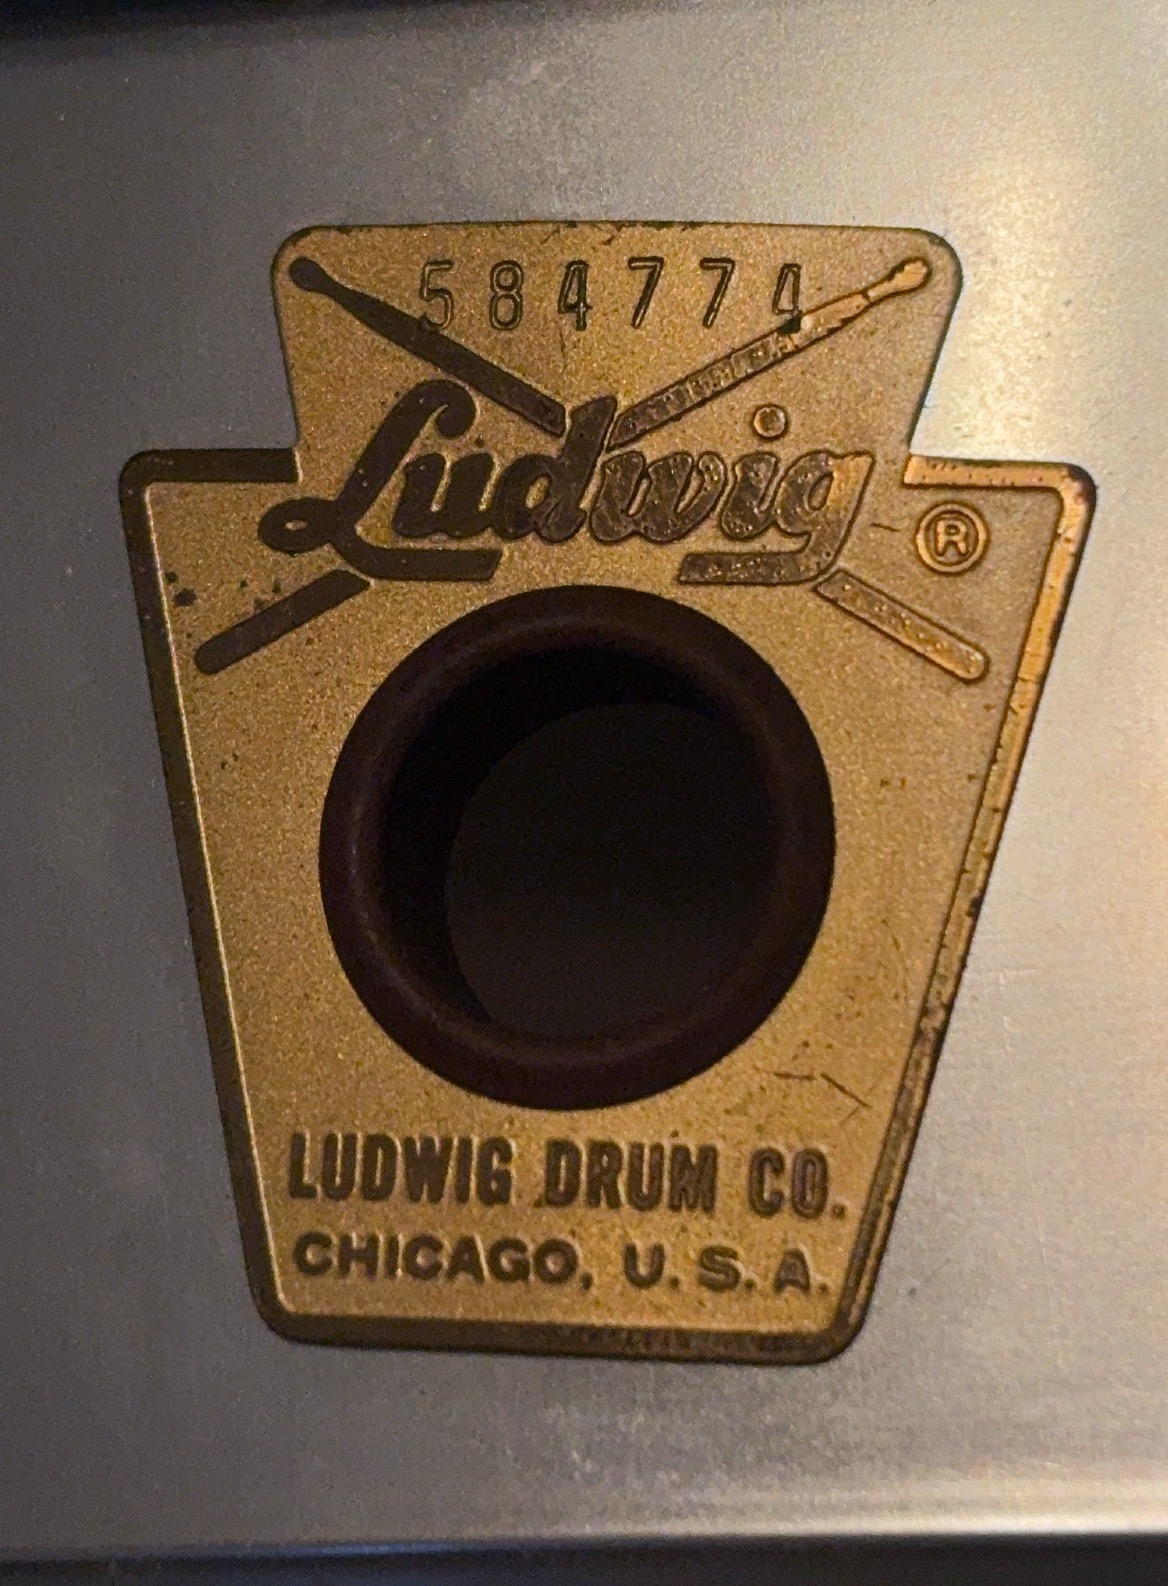 584774
Ludwig ®
LUDWIG DRUM CO.
CHICAGO, U.S.A.